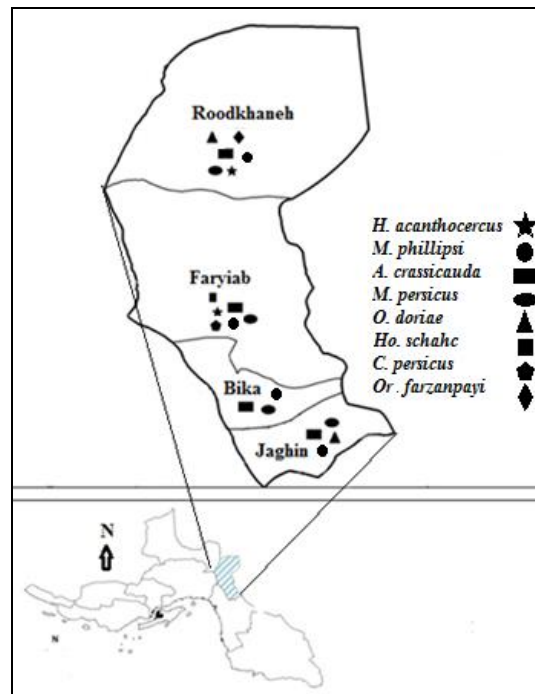 Roodkhaneh
H. acanthocercus
M. phillipsi
A. crassicauda
M. persicus
O. doriae
Ho. schahc
C. persicus
Or. farzanpayi
Faryiab
Bika
Jaghin
N
N